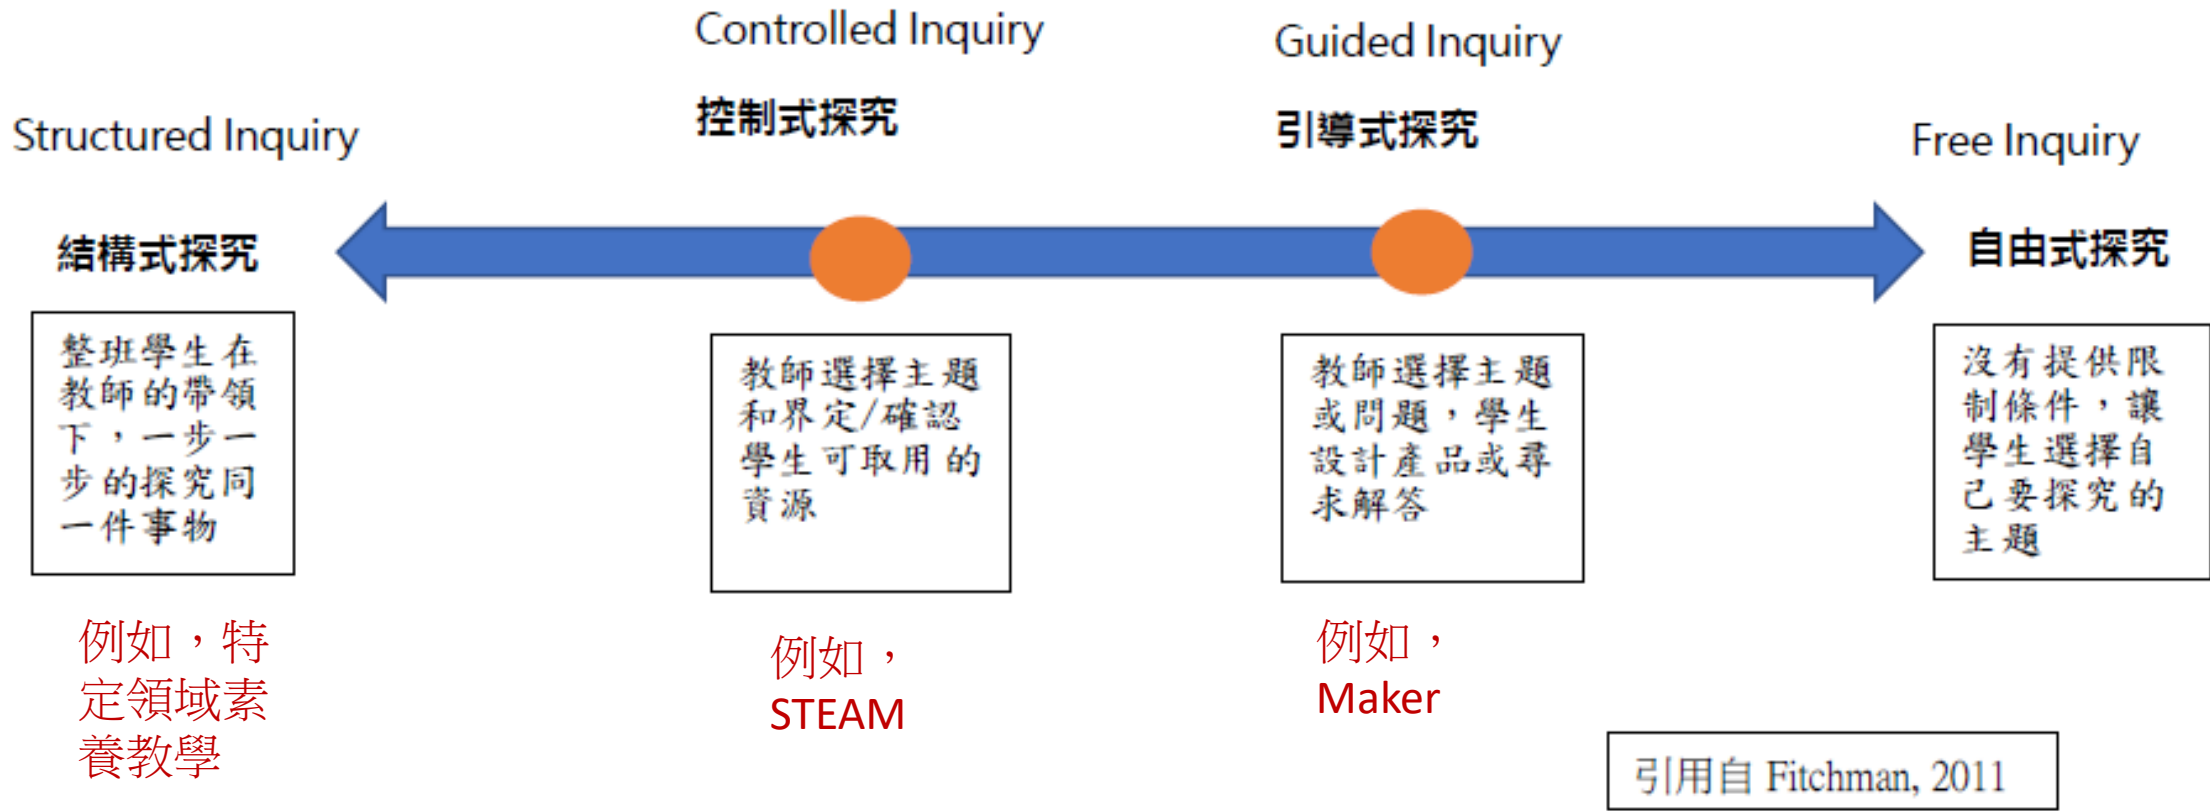 Structured Inquiry
結構式探究
整班學生在
教師的帶領
下，一步一
步的探究同
一件事物
例如，特
定領域素
養教學
Controlled Inquiry
控制式探究
教師選擇主題
和界定/確認
學生可取用的
資源
例如，
STEAM
Guided Inquiry
引導式探究
教師選擇主題
或問題，學生
設計產品或尋
求解答
例如，
Maker
Free Inquiry
自由式探究
沒有提供限
制條件，讓
學生選擇自
己要探究的
主題
引用自 Fitchman, 2011